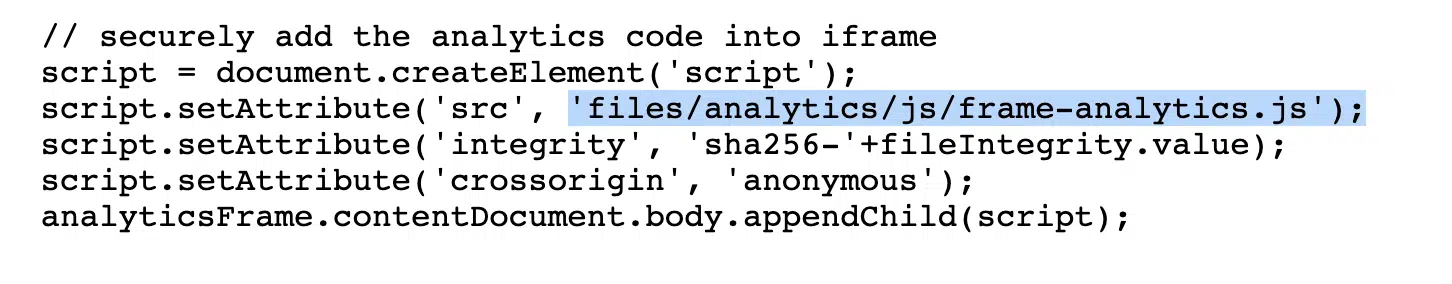 // securely add the analytics code into iframe
script = document.createElement('script');
script.setAttribute('src', 'files/analytics/js/frame-analytics.js');
script.setAttribute('integrity', 'sha256-'+fileIntegrity.value);
script.setAttribute('crossorigin', 'anonymous');
analyticsFrame.contentDocument.body.appendChild(script);